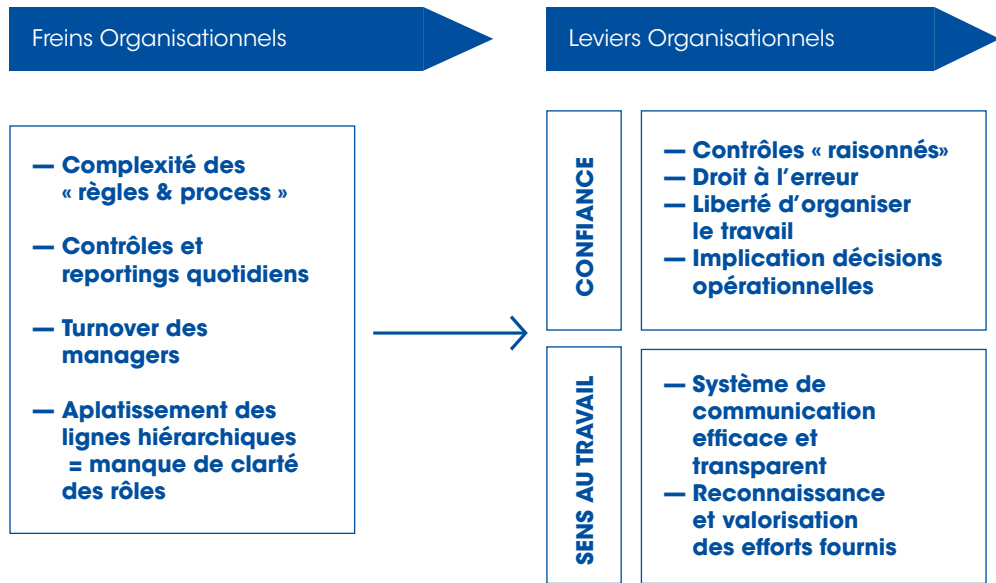 Freins Organisationnels
— Complexité des
« règles & process »
— Contrôles et
reportings quotidiens
— Turnover des
managers
— Aplatissement des
lignes hiérarchiques
= manque de clarté
des rôles
Leviers Organisationnels
CONFIANCE
— Contrôles « raisonnés»
— Droit à l'erreur
— Liberté d'organiser
le travail
— Implication décisions
opérationnelles
SENS AU TRAVAIL
— Système de
communication
efficace et
transparent
— Reconnaissance
et valorisation
des efforts fournis